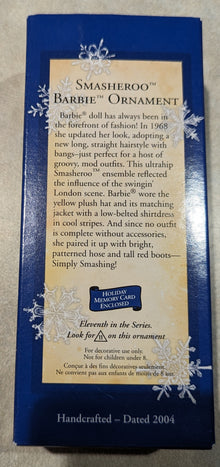 SMASHEROO™
BARBIE™ ORNAMENT
Barbie® doll has always been in
the forefront of fashion! In 1968
she updated her look, adopting a
new long, straight hairstyle with
bangs–just perfect for a host of
groovy, mod outfits. This ultrahip
Smasheroo™ ensemble reflected
the influence of the swingin'
London scene. Barbie® wore the
yellow plush hat and its matching
jacket with a low-belted shirtdress
in cool stripes. And since no outfit
is complete without accessories,
she paired it up with bright,
patterned hose and tall red boots—
Simply Smashing!
HOLIDAY
MEMORY CARD
ENCLOSED
Eleventh in the Series.
Look for 11 on this ornament
For decorative use only.
Not for children under 8.
Conçue à des fins décoratives seulement.
Ne convient pas aux enfants de moins de 8 ans.
Handcrafted – Dated 2004